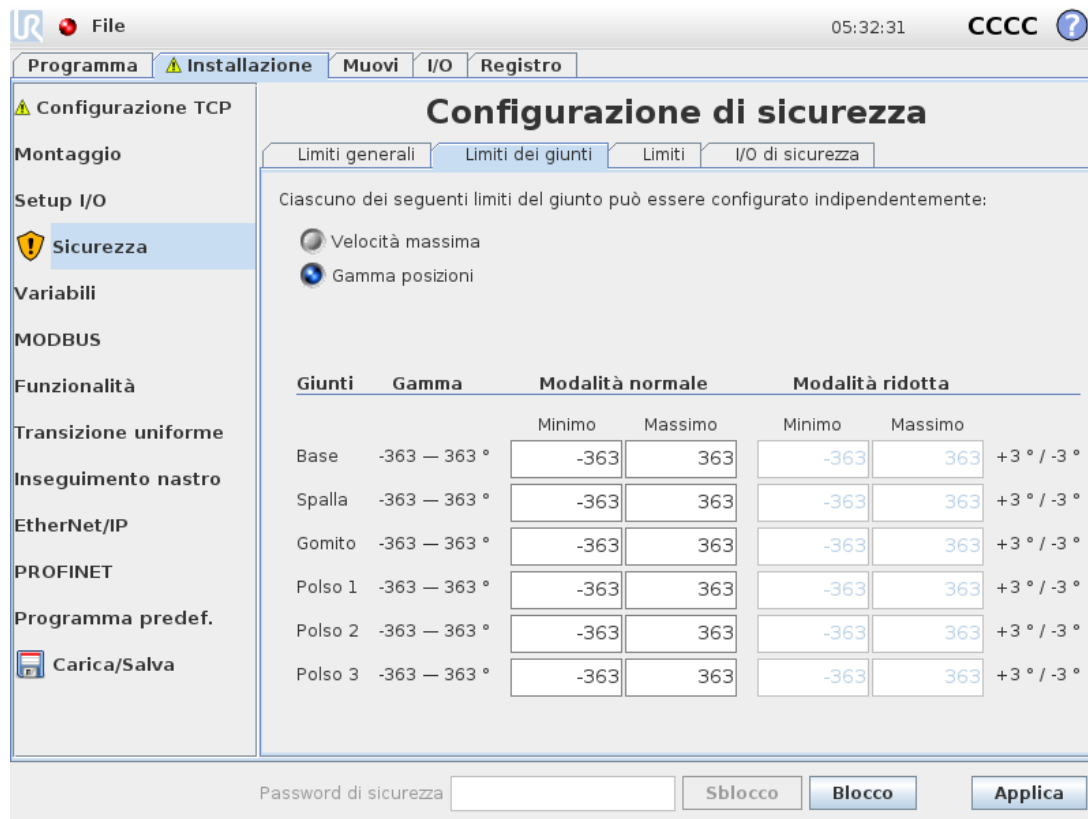 UR File 05:32:31 CCCC ?
Programma Installazione Muovi I/O Registro
Configurazione TCP
Montaggio
Setup I/O
Sicurezza
Variabili
MODBUS
Funzionalità
Transizione uniforme
Inseguimento nastro
EtherNet/IP
PROFINET
Programma predef.
Carica/Salva
Configurazione di sicurezza
Limiti generali Limiti dei giunti Limiti I/O di sicurezza
Ciascuno dei seguenti limiti del giunto può essere configurato indipendentemente:
Velocità massima
Gamma posizioni
Giunti Gamma Modalità normale Modalità ridotta
Minimo Massimo Minimo Massimo
Base -363 — 363 ° -363 363 -363 363 +3 ° / -3 °
Spalla -363 — 363 ° -363 363 -363 363 +3 ° / -3 °
Gomito -363 — 363 ° -363 363 -363 363 +3 ° / -3 °
Polso 1 -363 — 363 ° -363 363 -363 363 +3 ° / -3 °
Polso 2 -363 — 363 ° -363 363 -363 363 +3 ° / -3 °
Polso 3 -363 — 363 ° -363 363 -363 363 +3 ° / -3 °
Password di sicurezza Sblocco Blocco Applica